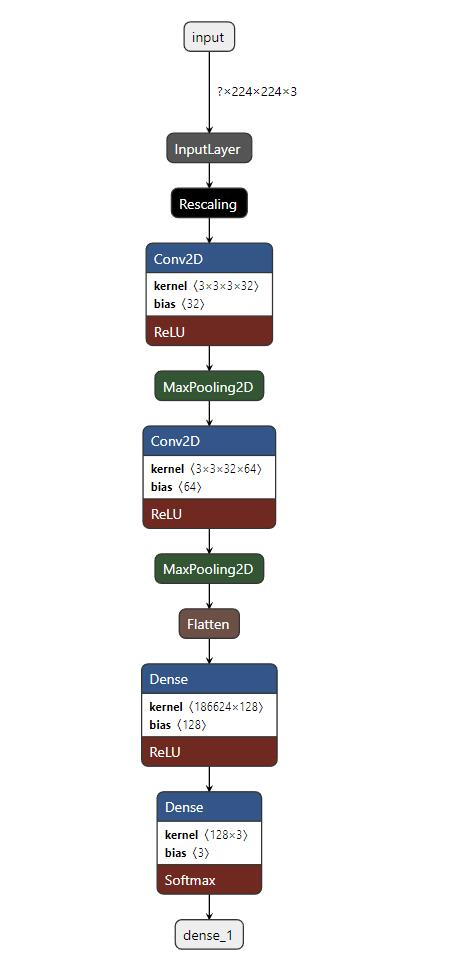 input
?×224×224×3
InputLayer
Rescaling
Conv2D
kernel ⟨3×3×3×32⟩
bias ⟨32⟩
ReLU
MaxPooling2D
Conv2D
kernel ⟨3×3×32×64⟩
bias ⟨64⟩
ReLU
MaxPooling2D
Flatten
Dense
kernel ⟨186624×128⟩
bias ⟨128⟩
ReLU
Dense
kernel ⟨128×3⟩
bias ⟨3⟩
Softmax
dense_1